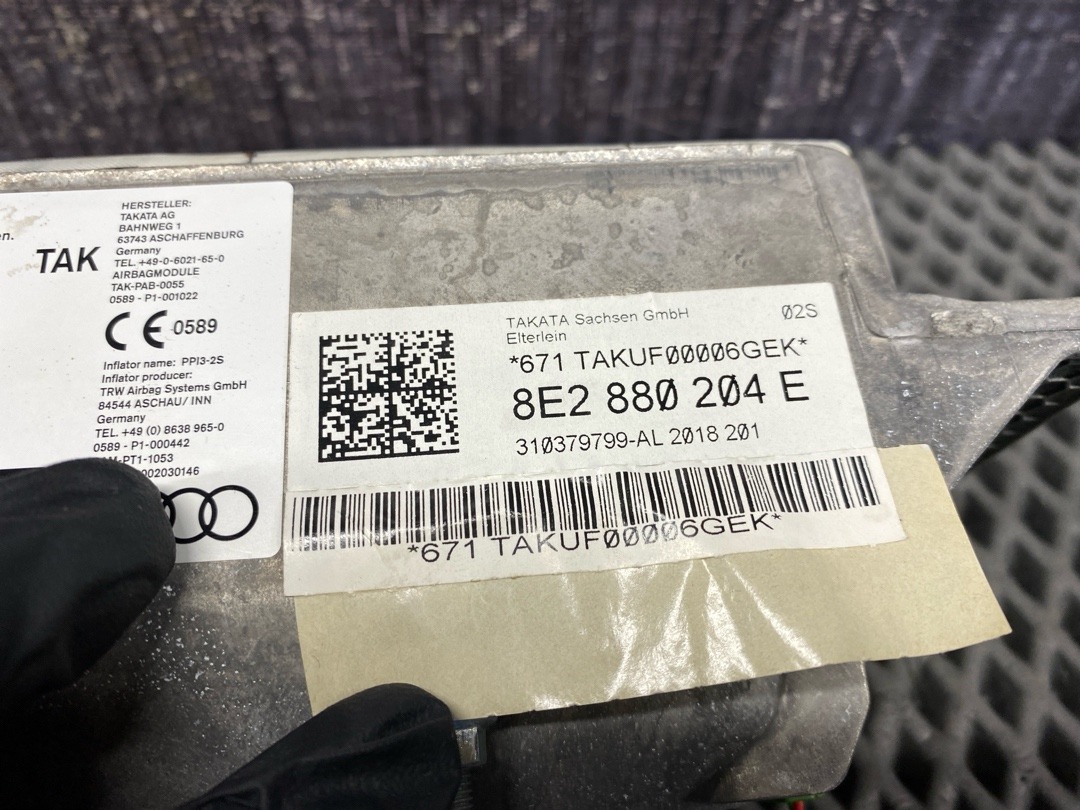 TAK
HERSTELLER:
TAKATA AG
BAHNWEG 1
63743 ASCHAFFENBURG
Germany
TEL. +49-0-6021-65-0
AIRBAGMODULE
TAK-PAB-0055
0589 - P1-001022
CE 0589
Inflator name: PPI3-2S
Inflator producer:
TRW Airbag Systems GmbH
84544 ASCHAU/ INN
Germany
TEL. +49 (0) 8638 965-0
0589 - P1-000442
-PT1-1053
002030146
TAKATA Sachsen GmbH 02S
Elterlein
*671 TAKUF00006GEK*
8E2 880 204 E
310379799-AL 2018 201
*671 TAKUF00006GEK*